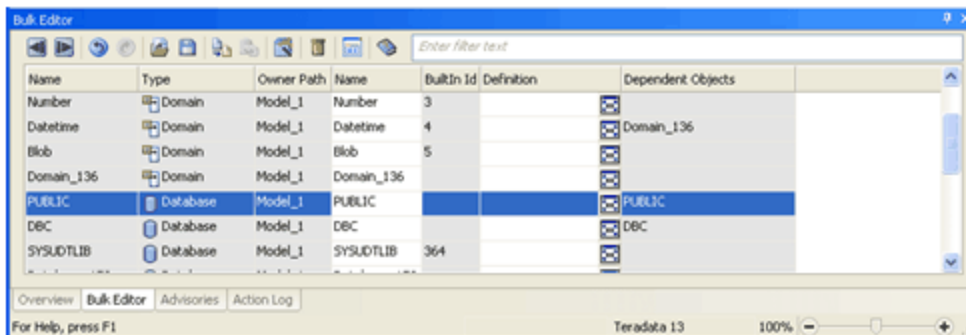 Bulk Editor
Enter filter text
Name Type Owner Path Name BuiltIn Id Definition Dependent Objects
Number Domain Model_1 Number 3
Datetime Domain Model_1 Datetime 4 Domain_136
Blob Domain Model_1 Blob 5
Domain_136 Domain Model_1 Domain_136
PUBLIC Database Model_1 PUBLIC PUBLIC
DBC Database Model_1 DBC DBC
SYSUDTLIB Database Model_1 SYSUDTLIB 364
Overview Bulk Editor Advisories Action Log
For Help, press F1 Teradata 13 100%